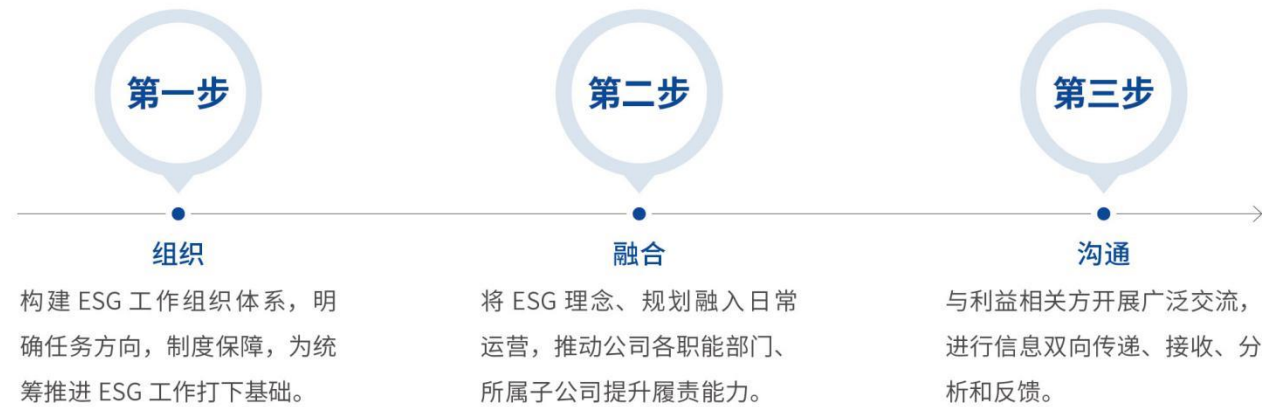 第一步
组织
构建 ESG 工作组织体系，明
确任务方向，制度保障，为统
筹推进 ESG 工作打下基础。
第二步
融合
将 ESG 理念、规划融入日常
运营，推动公司各职能部门、
所属子公司提升履责能力。
第三步
沟通
与利益相关方开展广泛交流，
进行信息双向传递、接收、分
析和反馈。